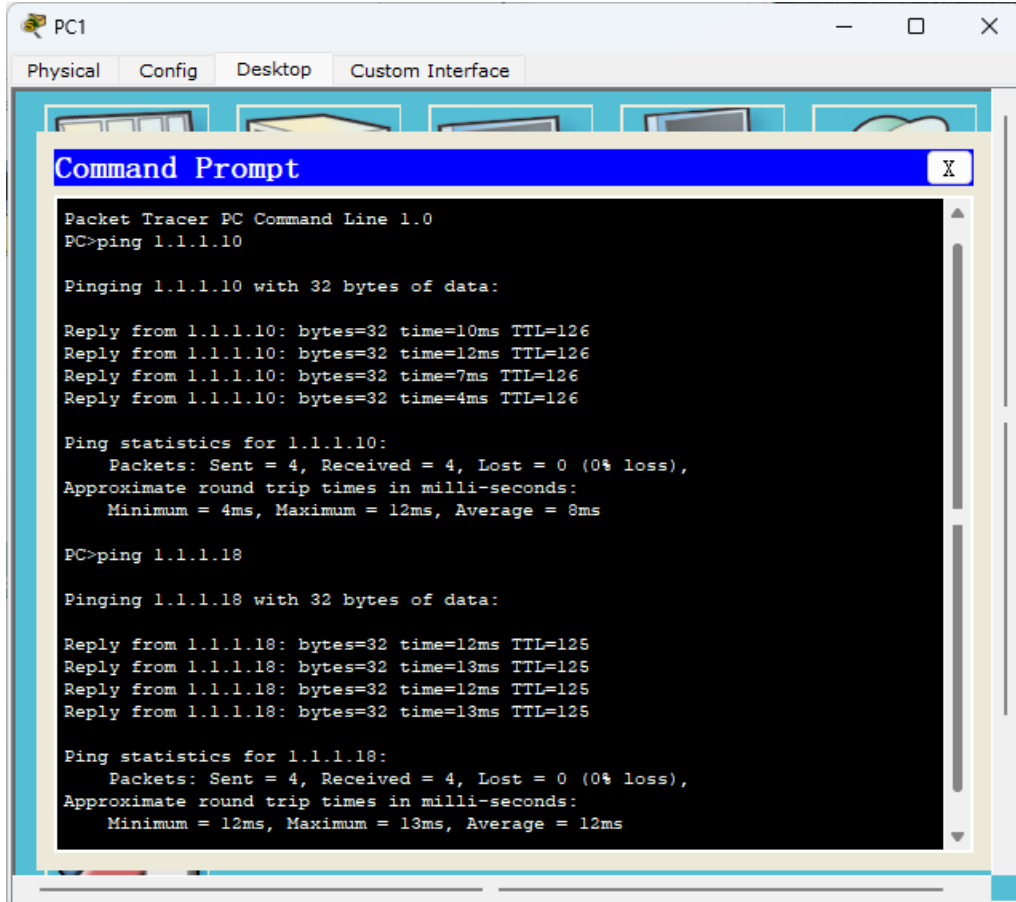 PC1
Physical Config Desktop Custom Interface
Command Prompt X
Packet Tracer PC Command Line 1.0
PC>ping 1.1.1.10
Pinging 1.1.1.10 with 32 bytes of data:
Reply from 1.1.1.10: bytes=32 time=10ms TTL=126
Reply from 1.1.1.10: bytes=32 time=12ms TTL=126
Reply from 1.1.1.10: bytes=32 time=7ms TTL=126
Reply from 1.1.1.10: bytes=32 time=4ms TTL=126
Ping statistics for 1.1.1.10:
    Packets: Sent = 4, Received = 4, Lost = 0 (0% loss),
Approximate round trip times in milli-seconds:
    Minimum = 4ms, Maximum = 12ms, Average = 8ms
PC>ping 1.1.1.18
Pinging 1.1.1.18 with 32 bytes of data:
Reply from 1.1.1.18: bytes=32 time=12ms TTL=125
Reply from 1.1.1.18: bytes=32 time=13ms TTL=125
Reply from 1.1.1.18: bytes=32 time=12ms TTL=125
Reply from 1.1.1.18: bytes=32 time=13ms TTL=125
Ping statistics for 1.1.1.18:
    Packets: Sent = 4, Received = 4, Lost = 0 (0% loss),
Approximate round trip times in milli-seconds:
    Minimum = 12ms, Maximum = 13ms, Average = 12ms